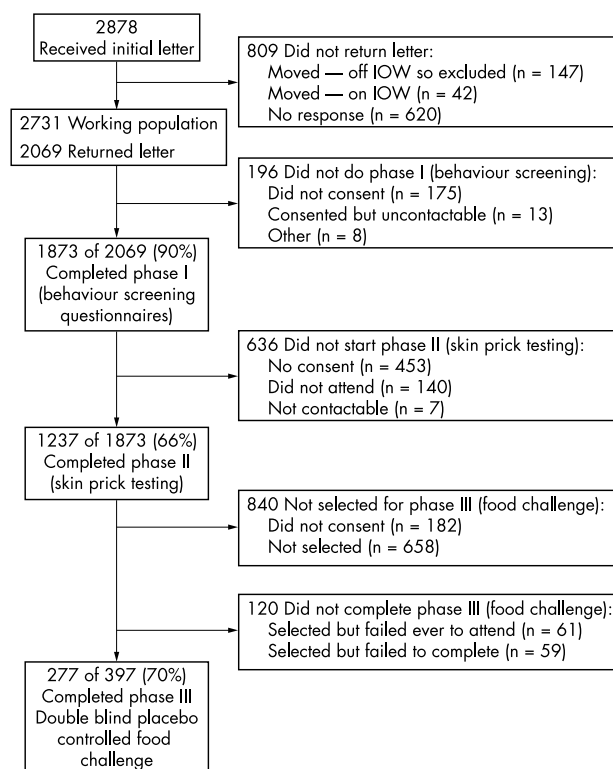 2878
Received initial letter
809 Did not return letter:
Moved — off IOW so excluded (n = 147)
Moved — on IOW (n = 42)
No response (n = 620)
2731 Working population
2069 Returned letter
196 Did not do phase I (behaviour screening):
Did not consent (n = 175)
Consented but uncontactable (n = 13)
Other (n = 8)
1873 of 2069 (90%)
Completed phase I
(behaviour screening
questionnaires)
636 Did not start phase II (skin prick testing):
No consent (n = 453)
Did not attend (n = 140)
Not contactable (n = 7)
1237 of 1873 (66%)
Completed phase II
(skin prick testing)
840 Not selected for phase III (food challenge):
Did not consent (n = 182)
Not selected (n = 658)
120 Did not complete phase III (food challenge):
Selected but failed ever to attend (n = 61)
Selected but failed to complete (n = 59)
277 of 397 (70%)
Completed phase III
Double blind placebo
controlled food
challenge